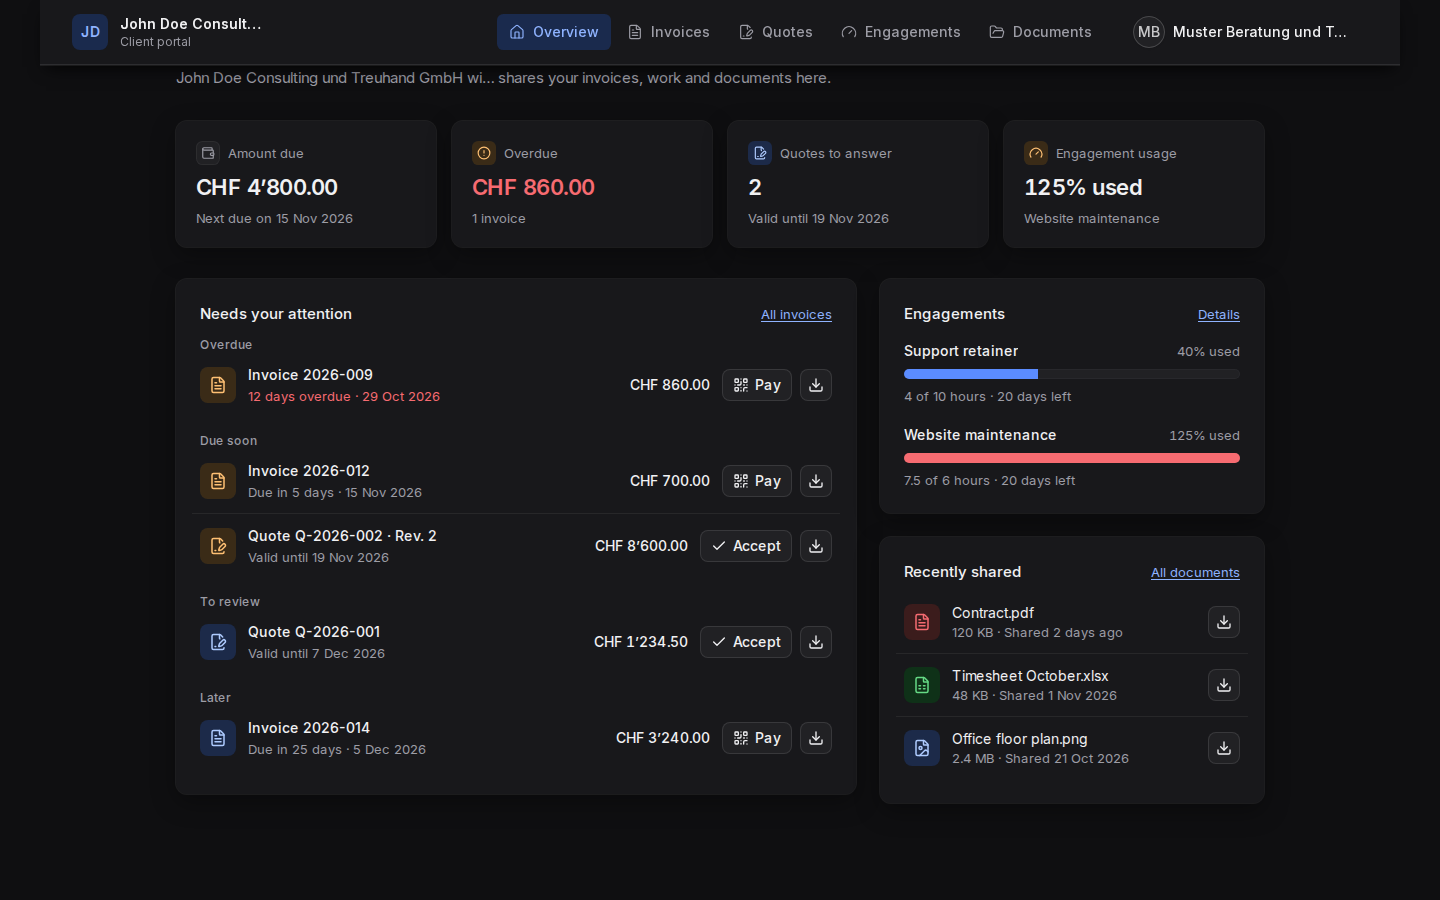 JD
John Doe Consult...
Client portal
Overview
Invoices
Quotes
Engagements
Documents
MB
Muster Beratung und T...
John Doe Consulting und Treuhand GmbH wi... shares your invoices, work and documents here.
Amount due
CHF 4’800.00
Next due on 15 Nov 2026
Overdue
CHF 860.00
1 invoice
Quotes to answer
2
Valid until 19 Nov 2026
Engagement usage
125% used
Website maintenance
Needs your attention
All invoices
Overdue
Invoice 2026-009
12 days overdue · 29 Oct 2026
CHF 860.00
Pay
Due soon
Invoice 2026-012
Due in 5 days · 15 Nov 2026
CHF 700.00
Pay
Quote Q-2026-002 · Rev. 2
Valid until 19 Nov 2026
CHF 8’600.00
Accept
To review
Quote Q-2026-001
Valid until 7 Dec 2026
CHF 1’234.50
Accept
Later
Invoice 2026-014
Due in 25 days · 5 Dec 2026
CHF 3’240.00
Pay
Engagements
Details
Support retainer
40% used
4 of 10 hours · 20 days left
Website maintenance
125% used
7.5 of 6 hours · 20 days left
Recently shared
All documents
Contract.pdf
120 KB · Shared 2 days ago
Timesheet October.xlsx
48 KB · Shared 1 Nov 2026
Office floor plan.png
2.4 MB · Shared 21 Oct 2026